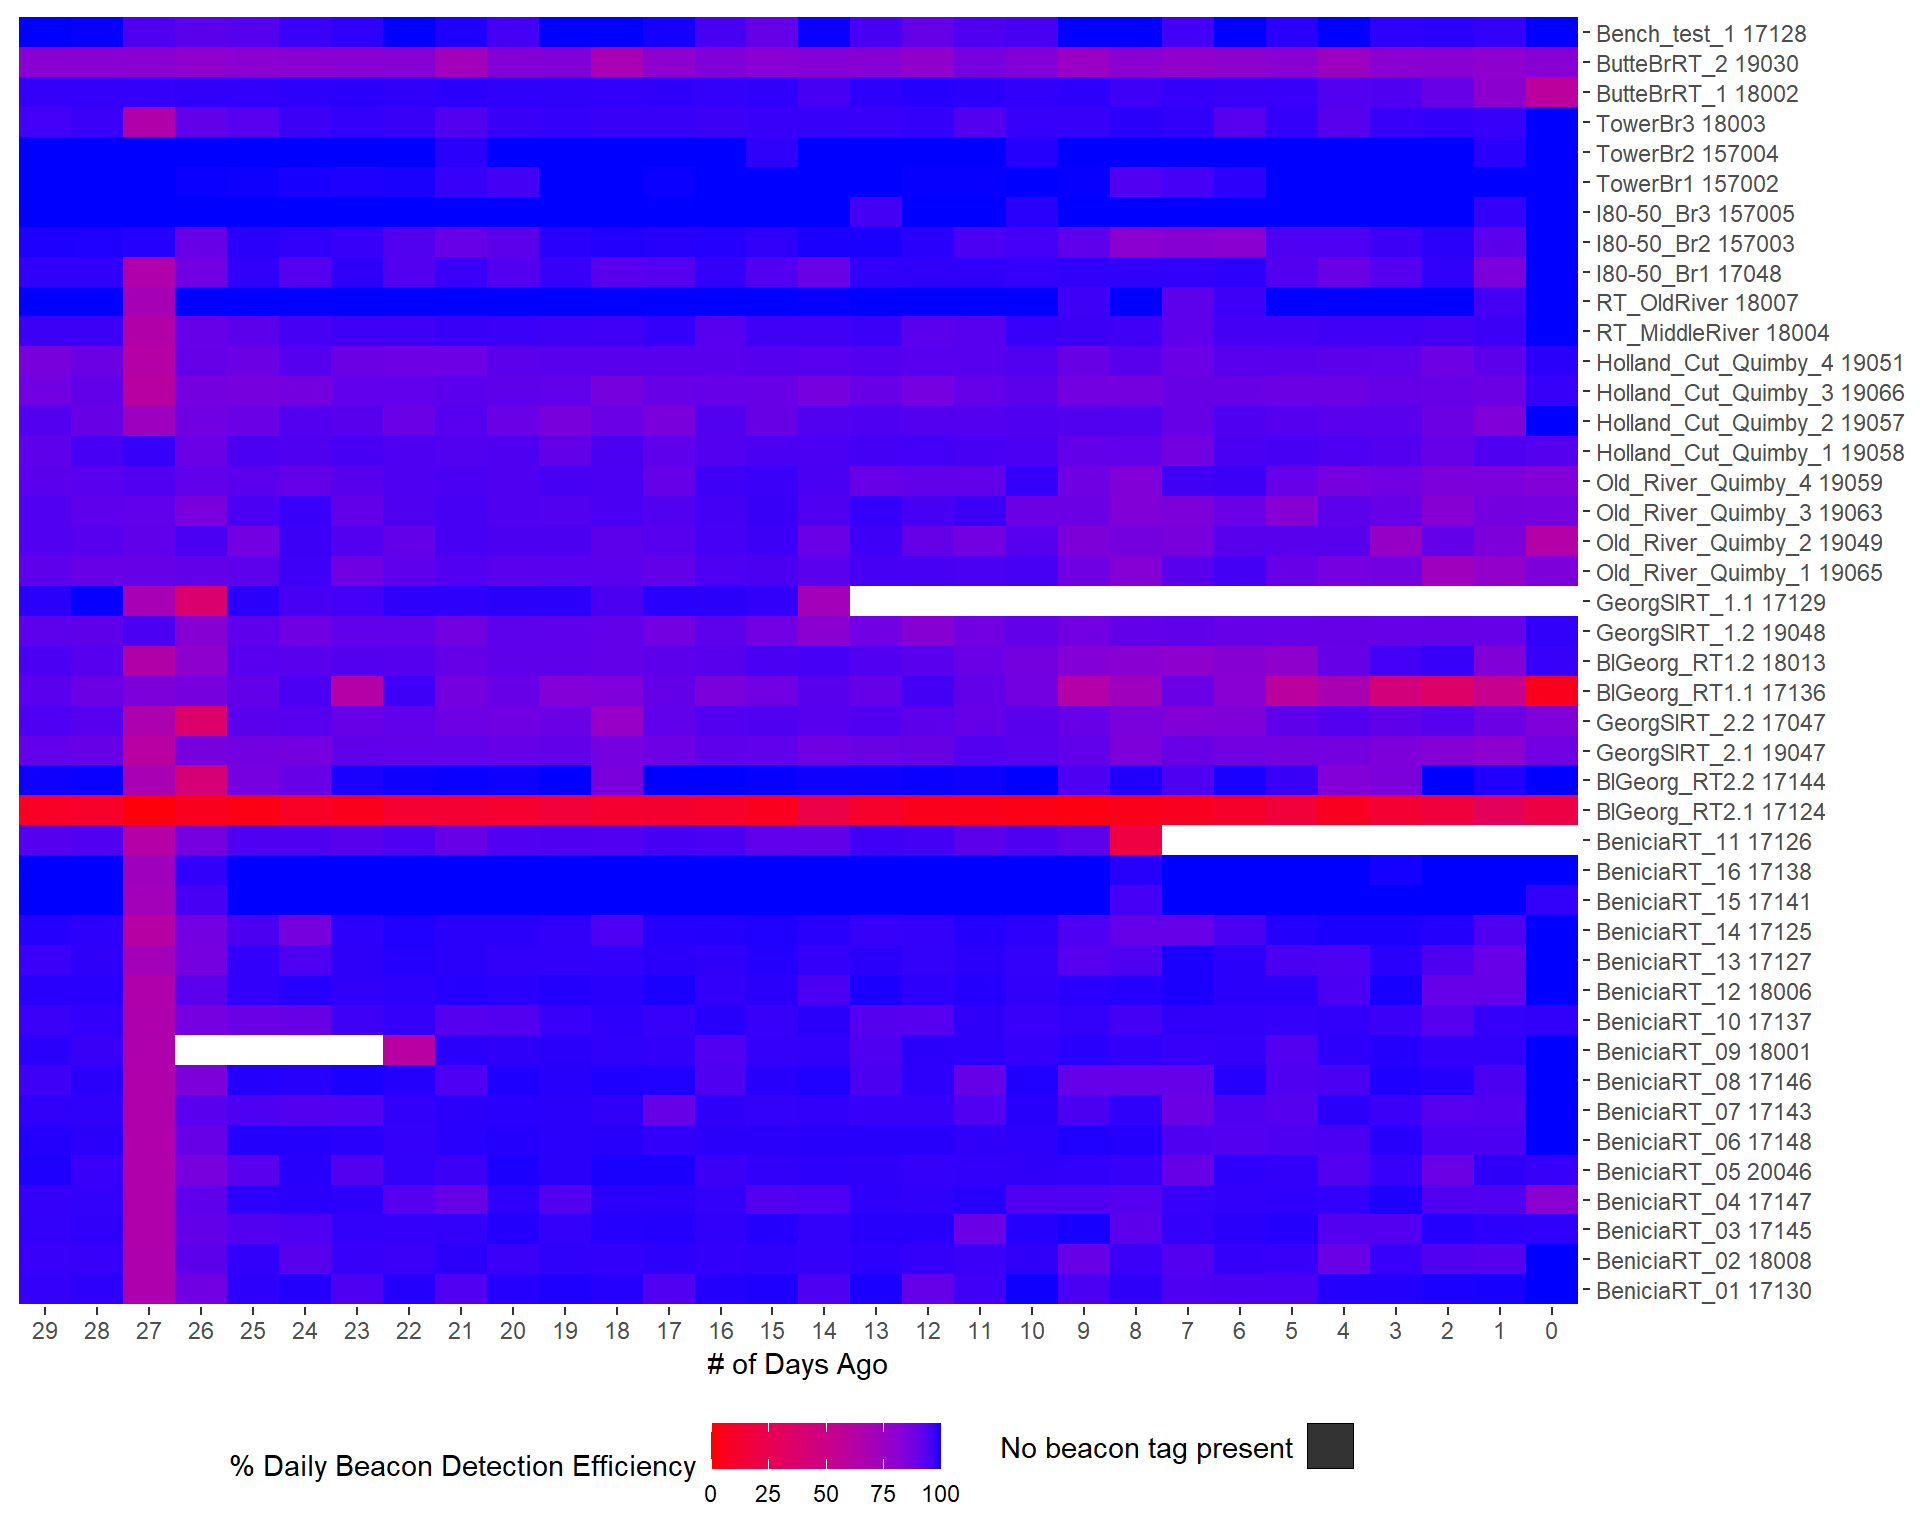 Bench_test_1 17128
ButteBrRT_2 19030
ButteBrRT_1 18002
TowerBr3 18003
TowerBr2 157004
TowerBr1 157002
I80-50_Br3 157005
I80-50_Br2 157003
I80-50_Br1 17048
RT_OldRiver 18007
RT_MiddleRiver 18004
Holland_Cut_Quimby_4 19051
Holland_Cut_Quimby_3 19066
Holland_Cut_Quimby_2 19057
Holland_Cut_Quimby_1 19058
Old_River_Quimby_4 19059
Old_River_Quimby_3 19063
Old_River_Quimby_2 19049
Old_River_Quimby_1 19065
GeorgSlRT_1.1 17129
GeorgSlRT_1.2 19048
BlGeorg_RT1.2 18013
BlGeorg_RT1.1 17136
GeorgSlRT_2.2 17047
GeorgSlRT_2.1 19047
BlGeorg_RT2.2 17144
BlGeorg_RT2.1 17124
BeniciaRT_11 17126
BeniciaRT_16 17138
BeniciaRT_15 17141
BeniciaRT_14 17125
BeniciaRT_13 17127
BeniciaRT_12 18006
BeniciaRT_10 17137
BeniciaRT_09 18001
BeniciaRT_08 17146
BeniciaRT_07 17143
BeniciaRT_06 17148
BeniciaRT_05 20046
BeniciaRT_04 17147
BeniciaRT_03 17145
BeniciaRT_02 18008
BeniciaRT_01 17130
29 28 27 26 25 24 23 22 21 20 19 18 17 16 15 14 13 12 11 10 9 8 7 6 5 4 3 2 1 0
# of Days Ago
% Daily Beacon Detection Efficiency
0 25 50 75 100
No beacon tag present